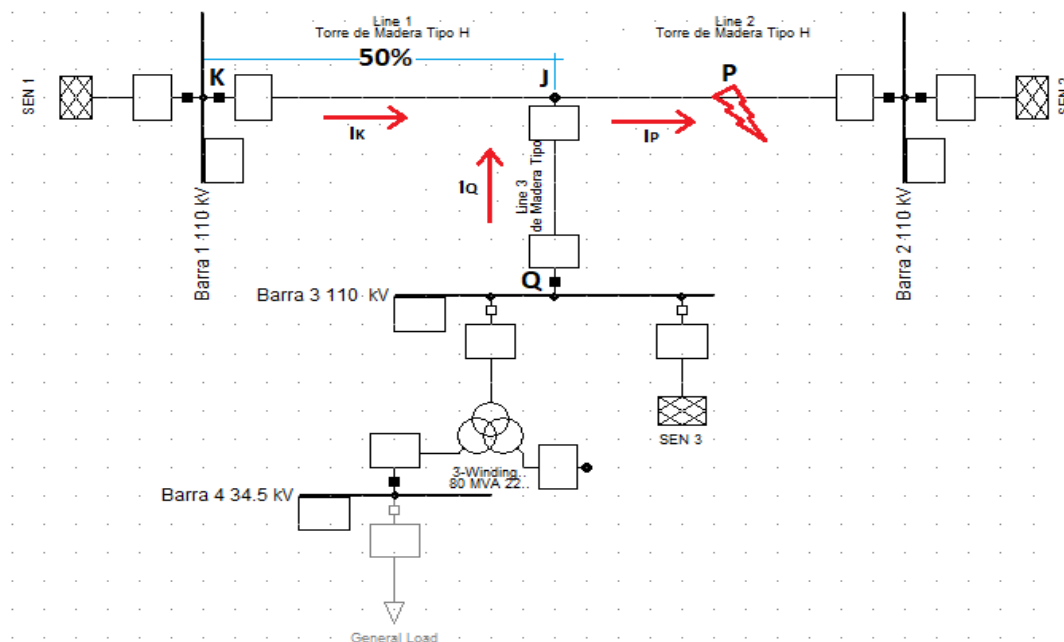 Line 1
Torre de Madera Tipo H
Line 2
Torre de Madera Tipo H
50%
K
J
P
SEN 1
SEN 2
IK
IP
IQ
Line 3
de Madera Tipo
Barra 1 110 kV
Barra 2 110 kV
Q
Barra 3 110 kV
SEN 3
3-Winding..
80 MVA 22..
Barra 4 34.5 kV
General Load